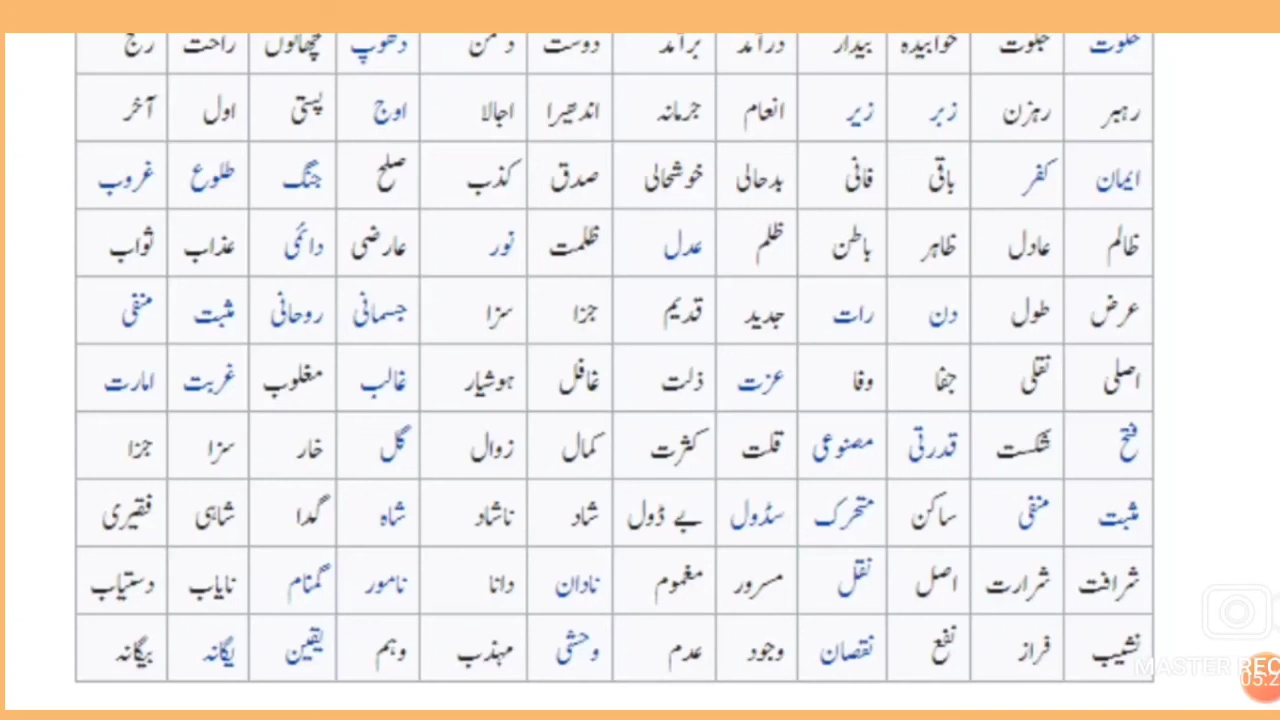 خلوت جلوت خوابیدہ بیدار درآمد برآمد دوست دشمن دھوپ چھاؤں راحت رنج
رہبر رہزن زبر زیر انعام جرمانہ اندھیرا اجالا اوج پستی اول آخر
ایمان کفر باقی فانی بدحالی خوشحالی صدق کذب صلح جنگ طلوع غروب
ظالم عادل ظاہر باطن ظلم عدل ظلمت نور عارضی دائمی عذاب ثواب
عرض طول دن رات جدید قدیم جزا سزا جسمانی روحانی مثبت منفی
اصلی نقلی جفا وفا عزت ذلت غافل ہوشیار غالب مغلوب غربت امارت
فتح شکست قدرتی مصنوعی قلت کثرت کمال زوال گل خار سزا جزا
مثبت منفی ساکن متحرک سڈول بے ڈول شاد ناشاد شاہ گدا شاہی فقیری
شرافت شرارت اصل نقل مسرور مغموم نادان دانا نامور گمنام نایاب دستیاب
نشیب فراز نفع نقصان وجود عدم وحشی مہذب وہم یقین یگانہ بیگانہ
MASTER REC
05:2